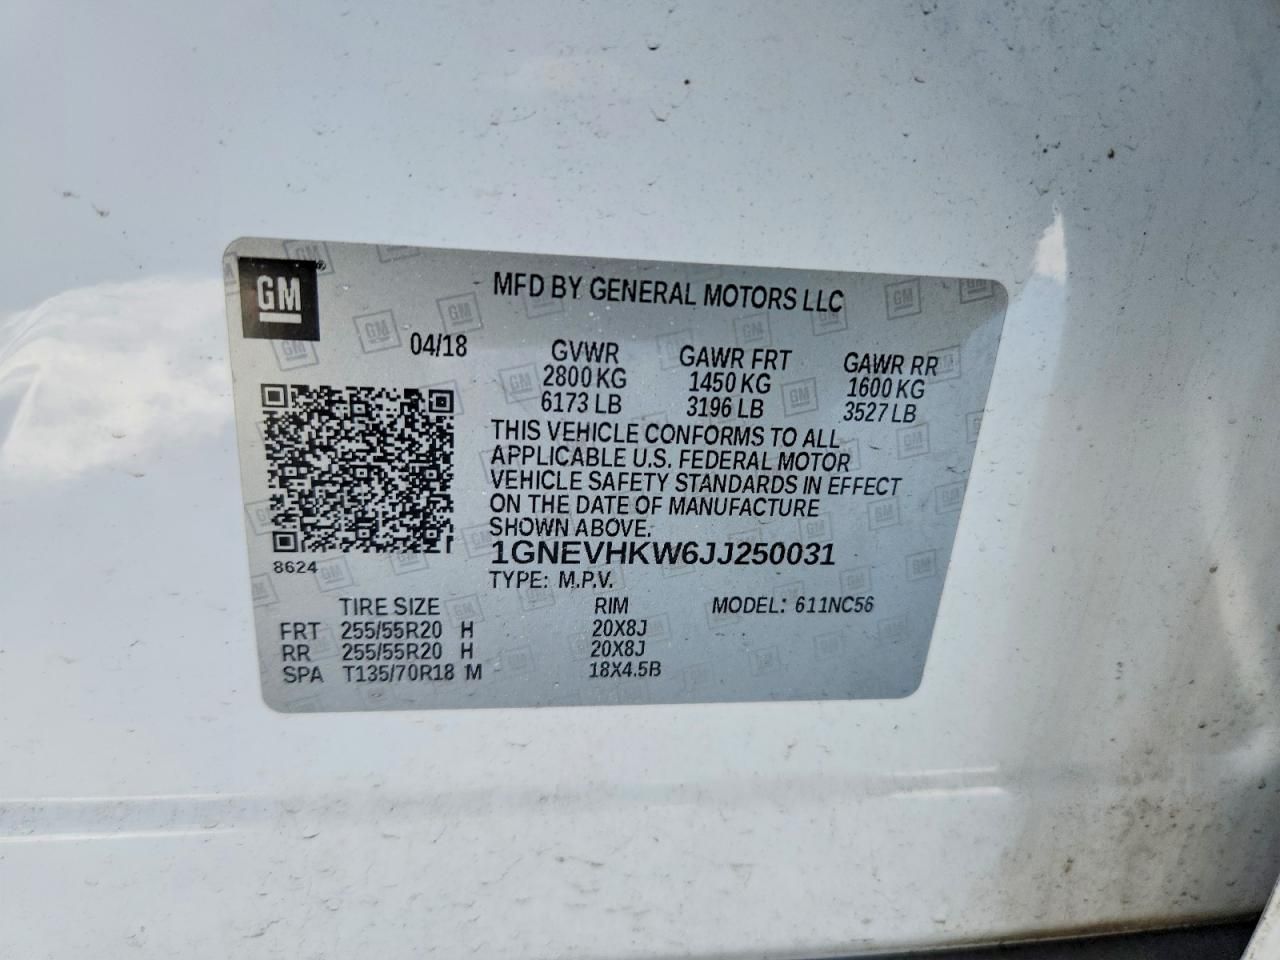 GM
MFD BY GENERAL MOTORS LLC
04/18
GVWR GAWR FRT GAWR RR
2800 KG 1450 KG 1600 KG
6173 LB 3196 LB 3527 LB
THIS VEHICLE CONFORMS TO ALL
APPLICABLE U.S. FEDERAL MOTOR
VEHICLE SAFETY STANDARDS IN EFFECT
ON THE DATE OF MANUFACTURE
SHOWN ABOVE.
1GNEVHKW6JJ250031
8624
TYPE: M.P.V.
TIRE SIZE RIM MODEL: 611NC56
FRT 255/55R20 H 20X8J
RR 255/55R20 H 20X8J
SPA T135/70R18 M 18X4.5B